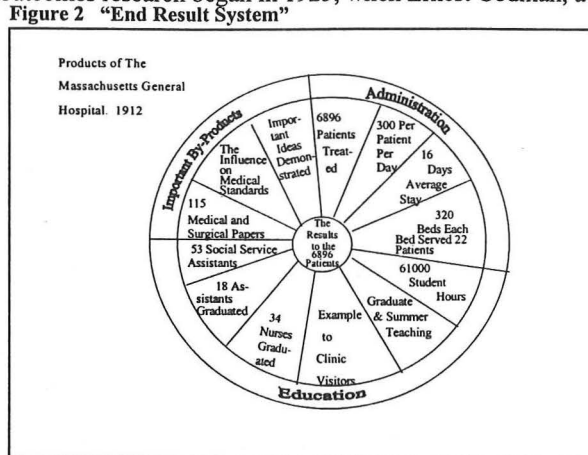 Figure 2 “End Result System”
Products of The
Massachusetts General
Hospital. 1912
Administration
6896
Patients
Treat-
ed
300 Per
Patient
Per
Day
16
Days
Average
Stay
320
Beds Each
Bed Served 22
Patients
Education
61000
Student
Hours
Graduate
& Summer
Teaching
Example
to
Clinic
Visitors
34
Nurses
Gradu-
ated
18 As-
sistants
Graduated
53 Social Service
Assistants
Important By-Products
115
Medical and
Surgical Papers
The
Influence
on
Medical
Standards
Impor-
tant
Ideas
Demon-
strated
The
Results
to the
6896
Patients